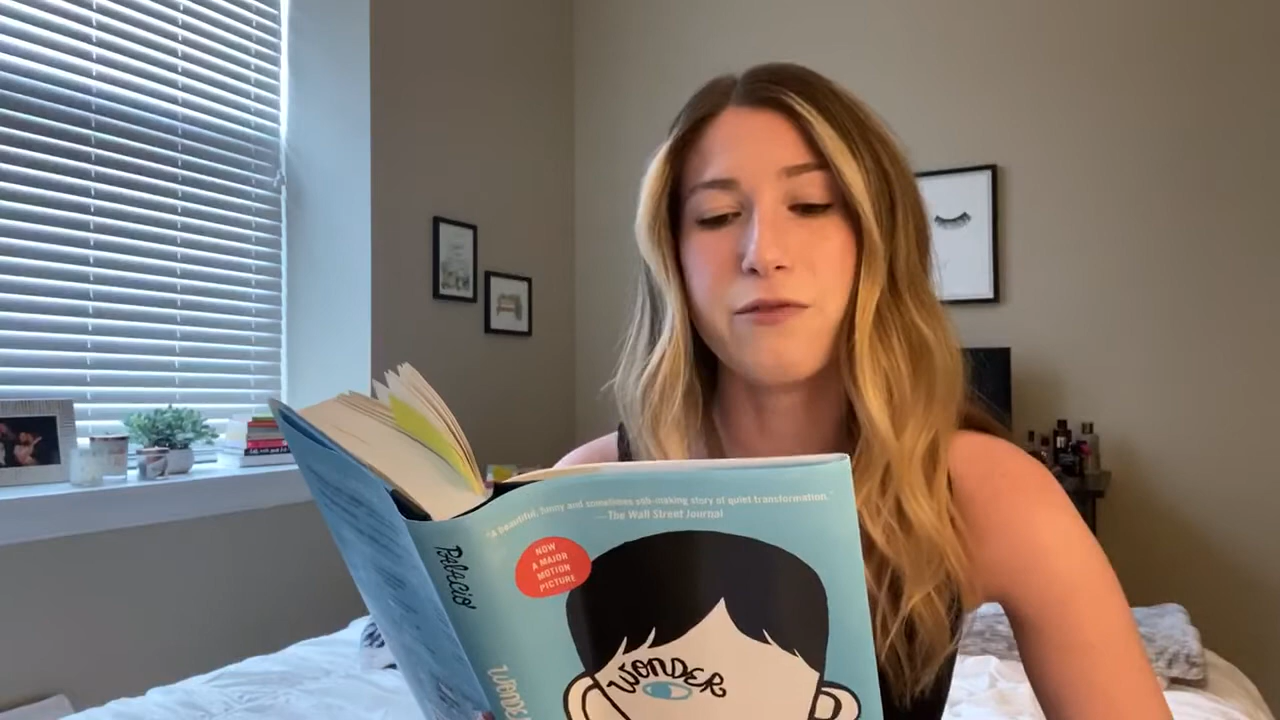 "A beautiful, funny and sometimes sob-making story of quiet transformation."
—The Wall Street Journal
NOW
A MAJOR
MOTION
PICTURE
Palacio
WONDER